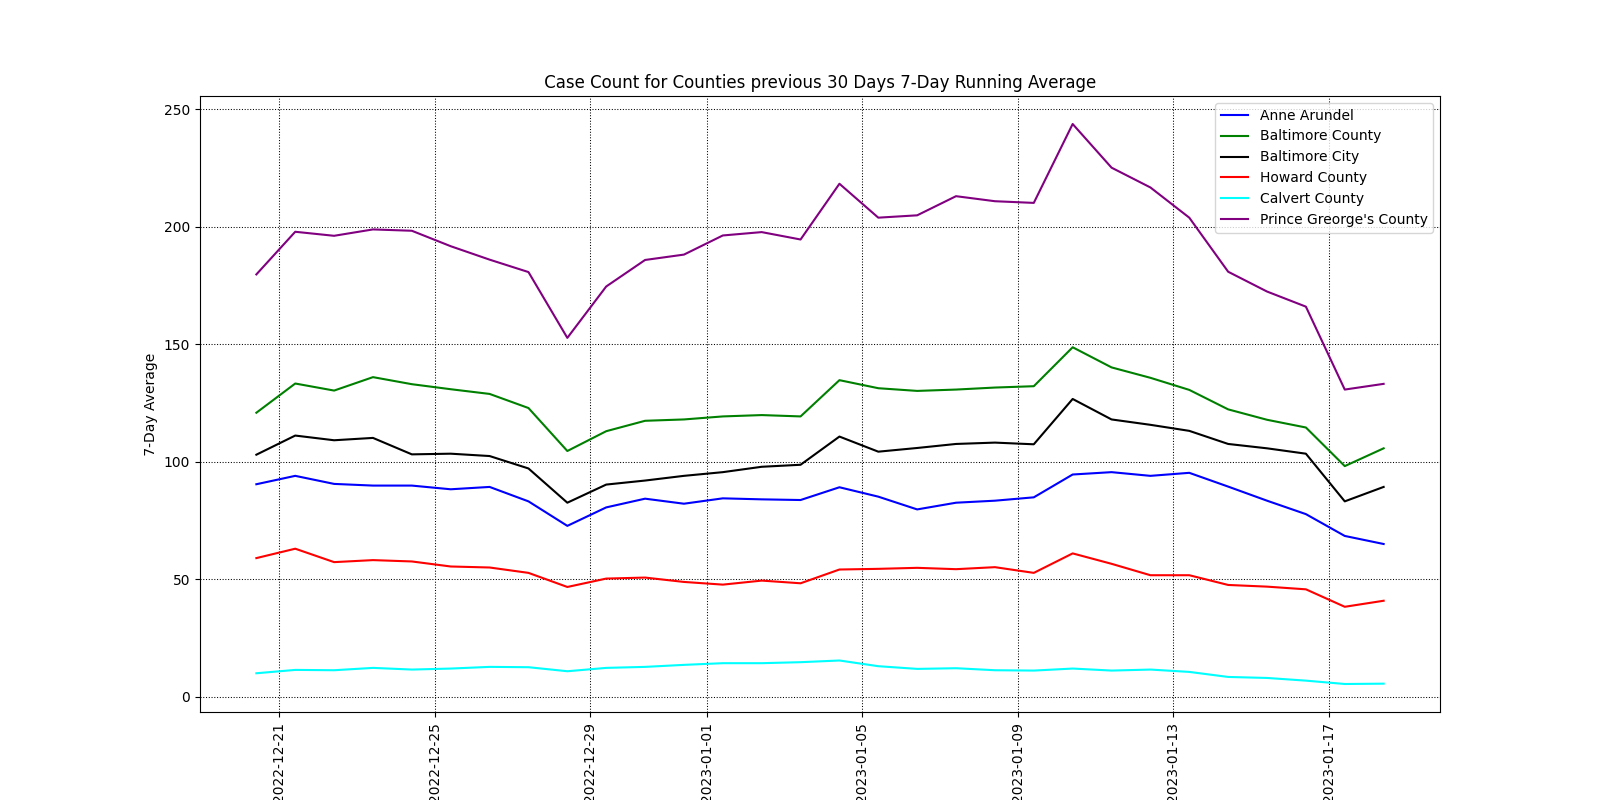 Case Count for Counties previous 30 Days 7-Day Running Average
250
200
150
100
50
0
7-Day Average
Anne Arundel
Baltimore County
Baltimore City
Howard County
Calvert County
Prince Greorge's County
2022-12-21
2022-12-25
2022-12-29
2023-01-01
2023-01-05
2023-01-09
2023-01-13
2023-01-17